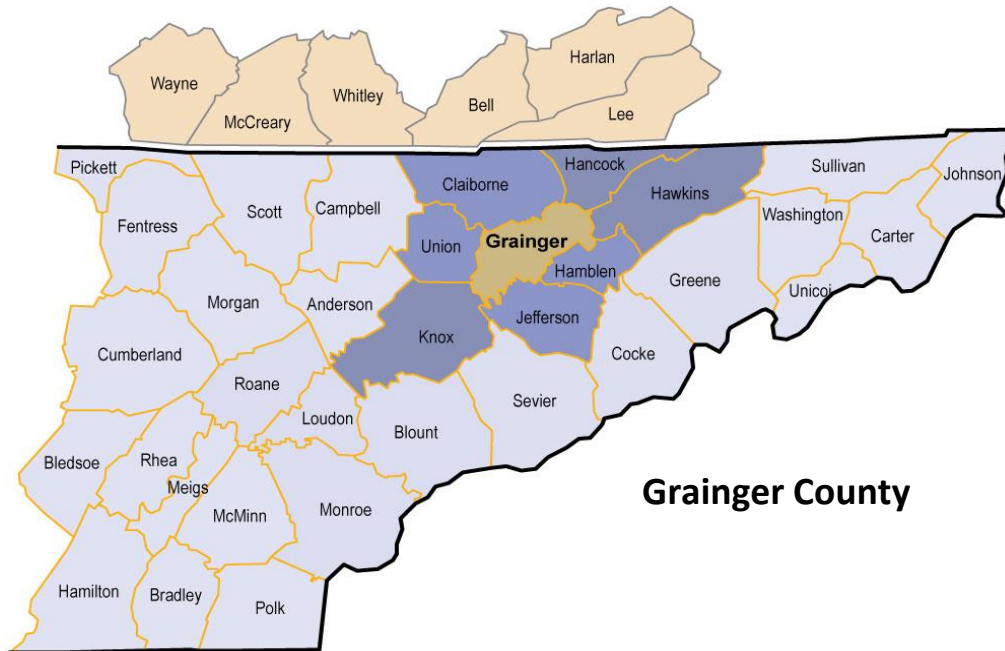 Harlan
Wayne
Whitley
Bell
Lee
McCreary
Pickett
Hancock
Sullivan
Johnson
Claiborne
Hawkins
Scott
Campbell
Washington
Fentress
Carter
Union
Grainger
Hamblen
Greene
Unicoi
Morgan
Anderson
Jefferson
Knox
Cocke
Cumberland
Roane
Sevier
Loudon
Blount
Bledsoe
Rhea
Meigs
Grainger County
McMinn
Monroe
Hamilton
Bradley
Polk